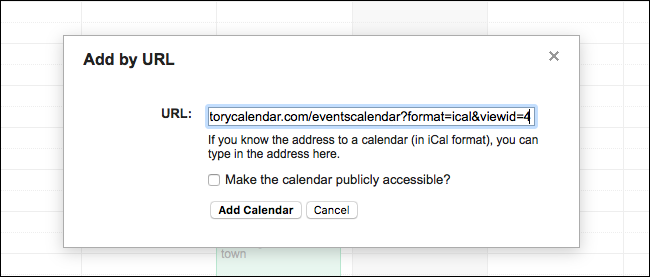 Add by URL
×
URL: torycalendar.com/eventscalendar?format=ical&viewid=4
If you know the address to a calendar (in iCal format), you can
type in the address here.
Make the calendar publicly accessible?
Add Calendar Cancel
town